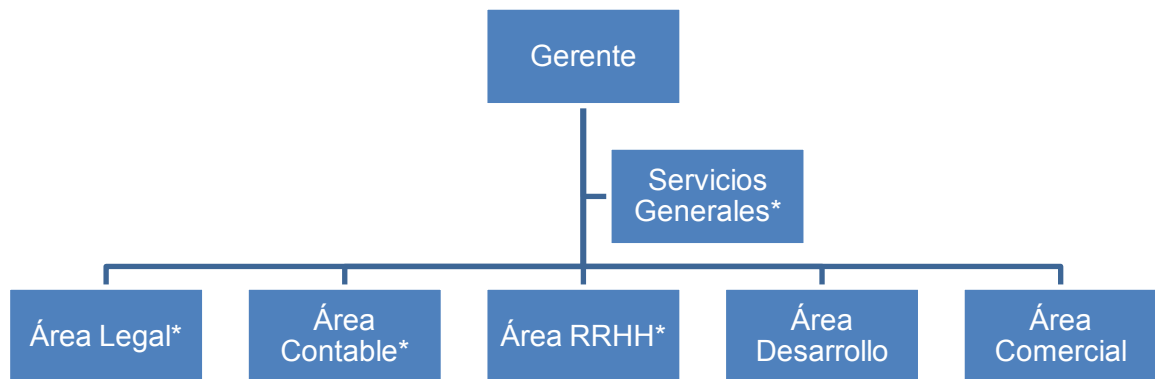 Gerente
Servicios
Generales*
Área Legal*
Área
Contable*
Área RRHH*
Área
Desarrollo
Área
Comercial